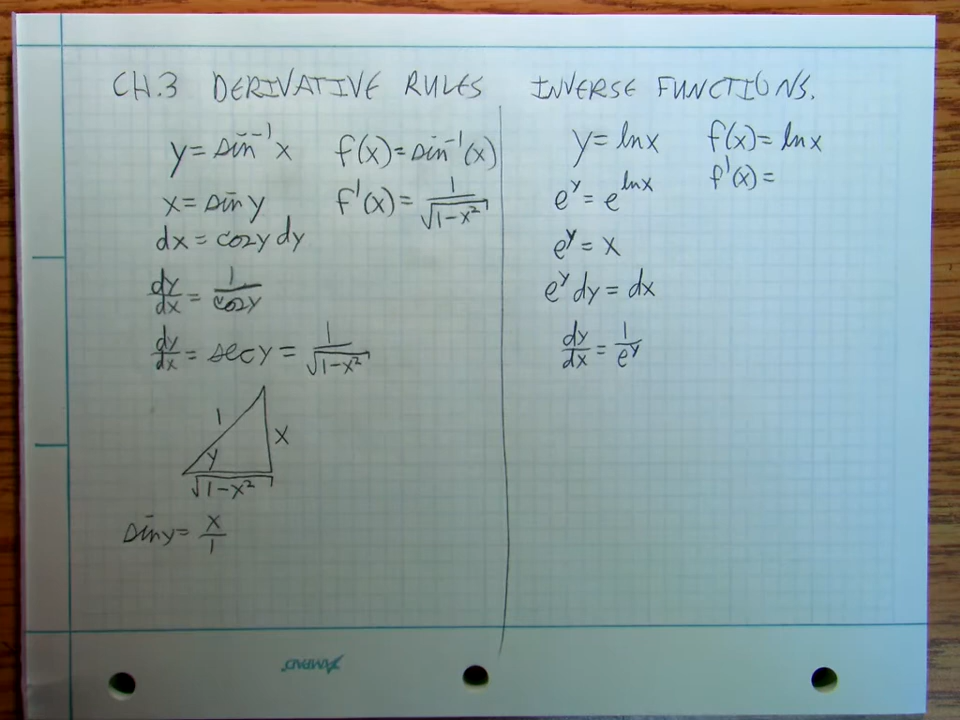 CH.3 DERIVATIVE RULES INVERSE FUNCTIONS.
y = sin⁻¹x f(x) = sin⁻¹(x)
x = sin y f'(x) = 1/√(1-x²)
dx = cos y dy
dy/dx = 1/cos y
dy/dx = sec y = 1/√(1-x²)
1
x
y
√(1-x²)
sin y = x/1
y = ln x f(x) = ln x
f'(x) =
e^y = e^(ln x)
e^y = x
e^y dy = dx
dy/dx = 1/e^y
AMPAD